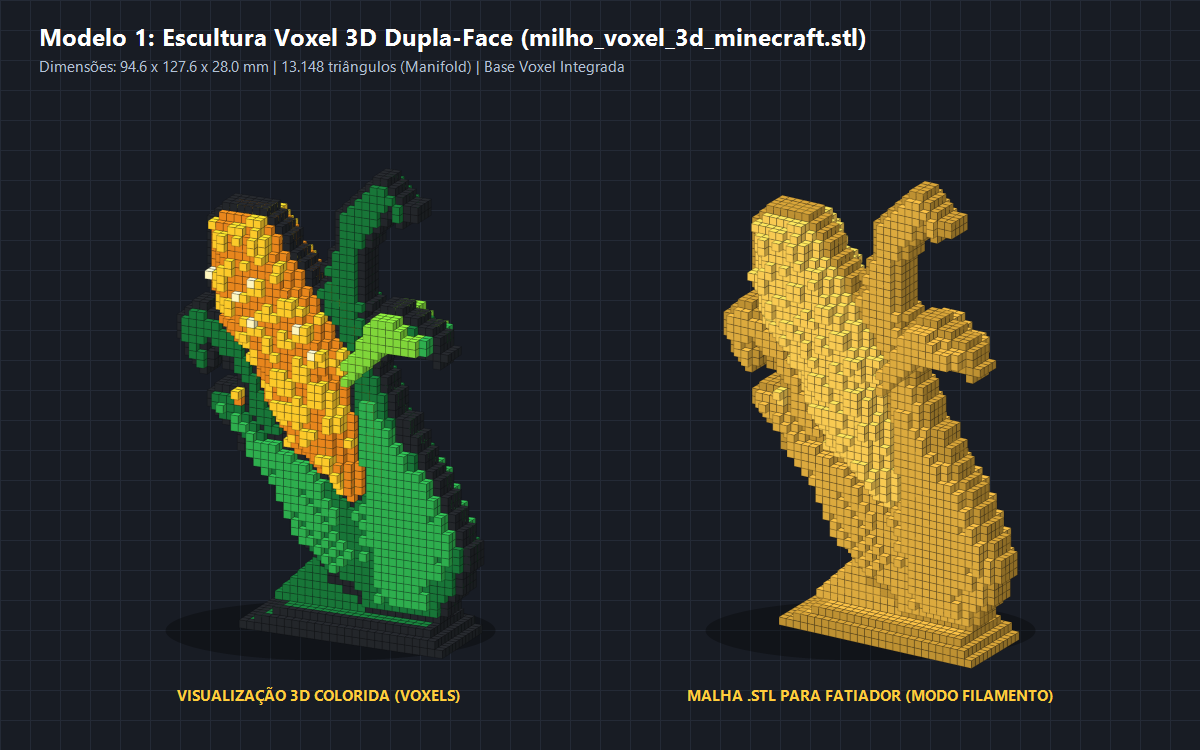 Modelo 1: Escultura Voxel 3D Dupla-Face (milho_voxel_3d_minecraft.stl)
Dimensões: 94.6 x 127.6 x 28.0 mm | 13.148 triângulos (Manifold) | Base Voxel Integrada
VISUALIZAÇÃO 3D COLORIDA (VOXELS)
MALHA .STL PARA FATIADOR (MODO FILAMENTO)